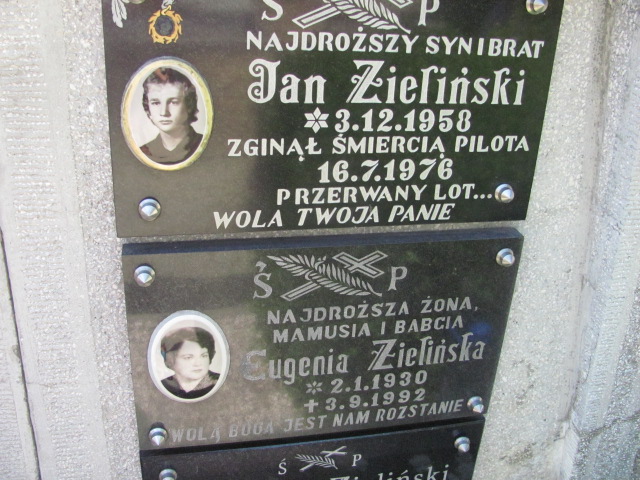 Ś P
NAJDROŻSZY SYN I BRAT
Jan Zieliński
* 3.12.1958
ZGINĄŁ ŚMIERCIĄ PILOTA
16.7.1976
PRZERWANY LOT...
WOLA TWOJA PANIE
Ś P
NAJDROŻSZA ŻONA,
MAMUSIA I BABCIA
Eugenia Zielińska
* 2.1.1930
+ 3.9.1992
WOLĄ BOGA JEST NAM ROZSTANIE
Ś P
Zieliński